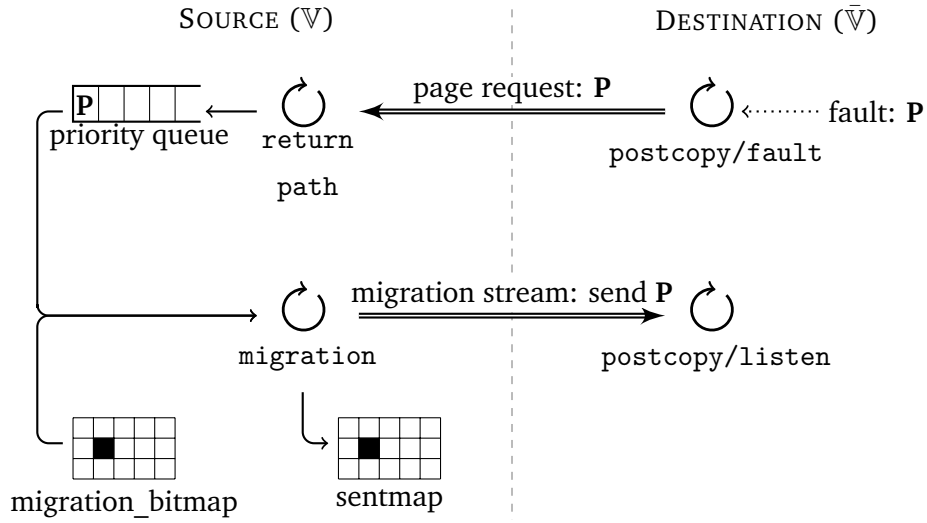 SOURCE (𝕍)
DESTINATION (𝕍̄)
P
priority queue
return
path
page request: P
postcopy/fault
fault: P
migration
migration stream: send P
postcopy/listen
migration_bitmap
sentmap